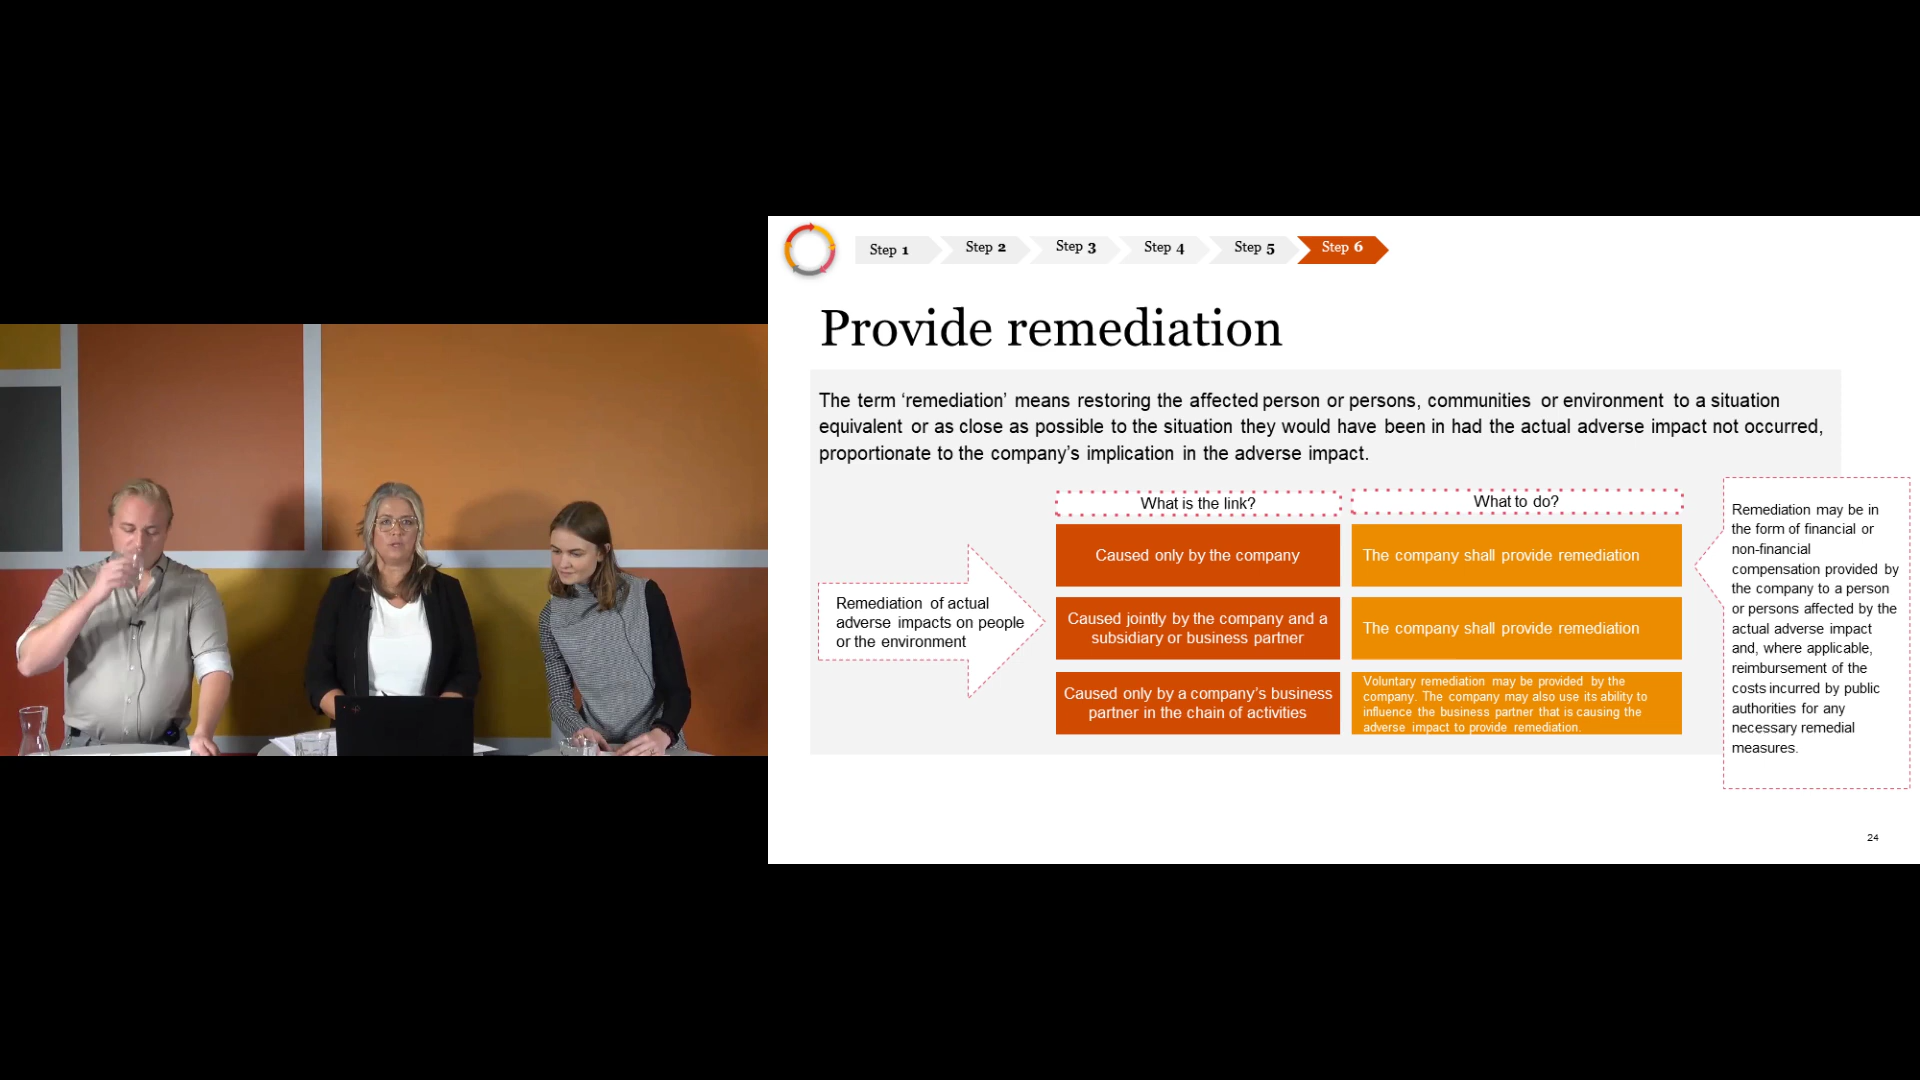 Step 1
Step 2
Step 3
Step 4
Step 5
Step 6
Provide remediation
The term ‘remediation’ means restoring the affected person or persons, communities or environment to a situation
equivalent or as close as possible to the situation they would have been in had the actual adverse impact not occurred,
proportionate to the company’s implication in the adverse impact.
Remediation of actual
adverse impacts on people
or the environment
What is the link?
What to do?
Caused only by the company
The company shall provide remediation
Caused jointly by the company and a
subsidiary or business partner
The company shall provide remediation
Caused only by a company’s business
partner in the chain of activities
Voluntary remediation may be provided by the
company. The company may also use its ability to
influence the business partner that is causing the
adverse impact to provide remediation.
Remediation may be in
the form of financial or
non-financial
compensation provided by
the company to a person
or persons affected by the
actual adverse impact
and, where applicable,
reimbursement of the
costs incurred by public
authorities for any
necessary remedial
measures.
24